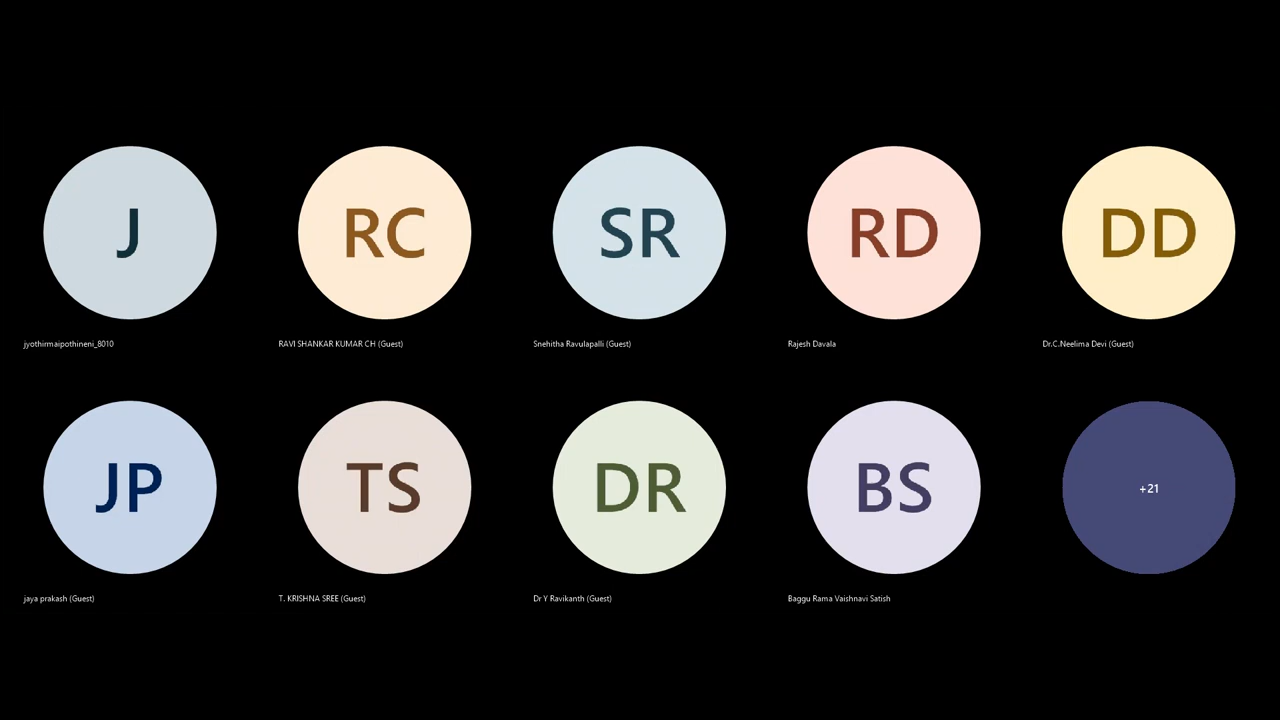 J
RC
SR
RD
DD
jyothirmaipothineni_8010
RAVI SHANKAR KUMAR CH (Guest)
Snehitha Ravulapalli (Guest)
Rajesh Davala
Dr.C.Neelima Devi (Guest)
JP
TS
DR
BS
+21
jaya prakash (Guest)
T. KRISHNA SREE (Guest)
Dr Y Ravikanth (Guest)
Baggu Rama Vaishnavi Satish